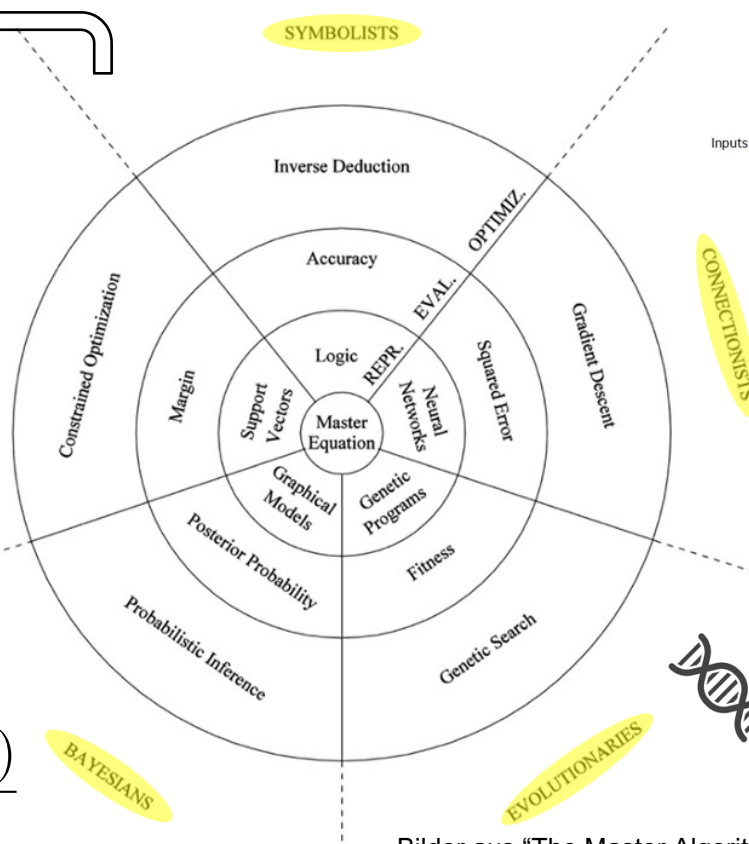 SYMBOLISTS
Inputs
Inverse Deduction
OPTIMIZ.
Accuracy
EVAL.
CONNECTIONISTS
Constrained Optimization
Gradient Descent
Logic
REPR.
Margin
Squared Error
Support
Vectors
Neural
Networks
Master
Equation
Graphical
Models
Genetic
Programs
Posterior Probability
Fitness
Probabilistic Inference
Genetic Search
BAYESIANS
EVOLUTIONARIES
)